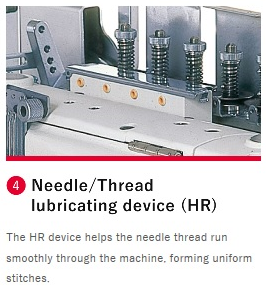 4 Needle/Thread
lubricating device (HR)
The HR device helps the needle thread run
smoothly through the machine, forming uniform
stitches.